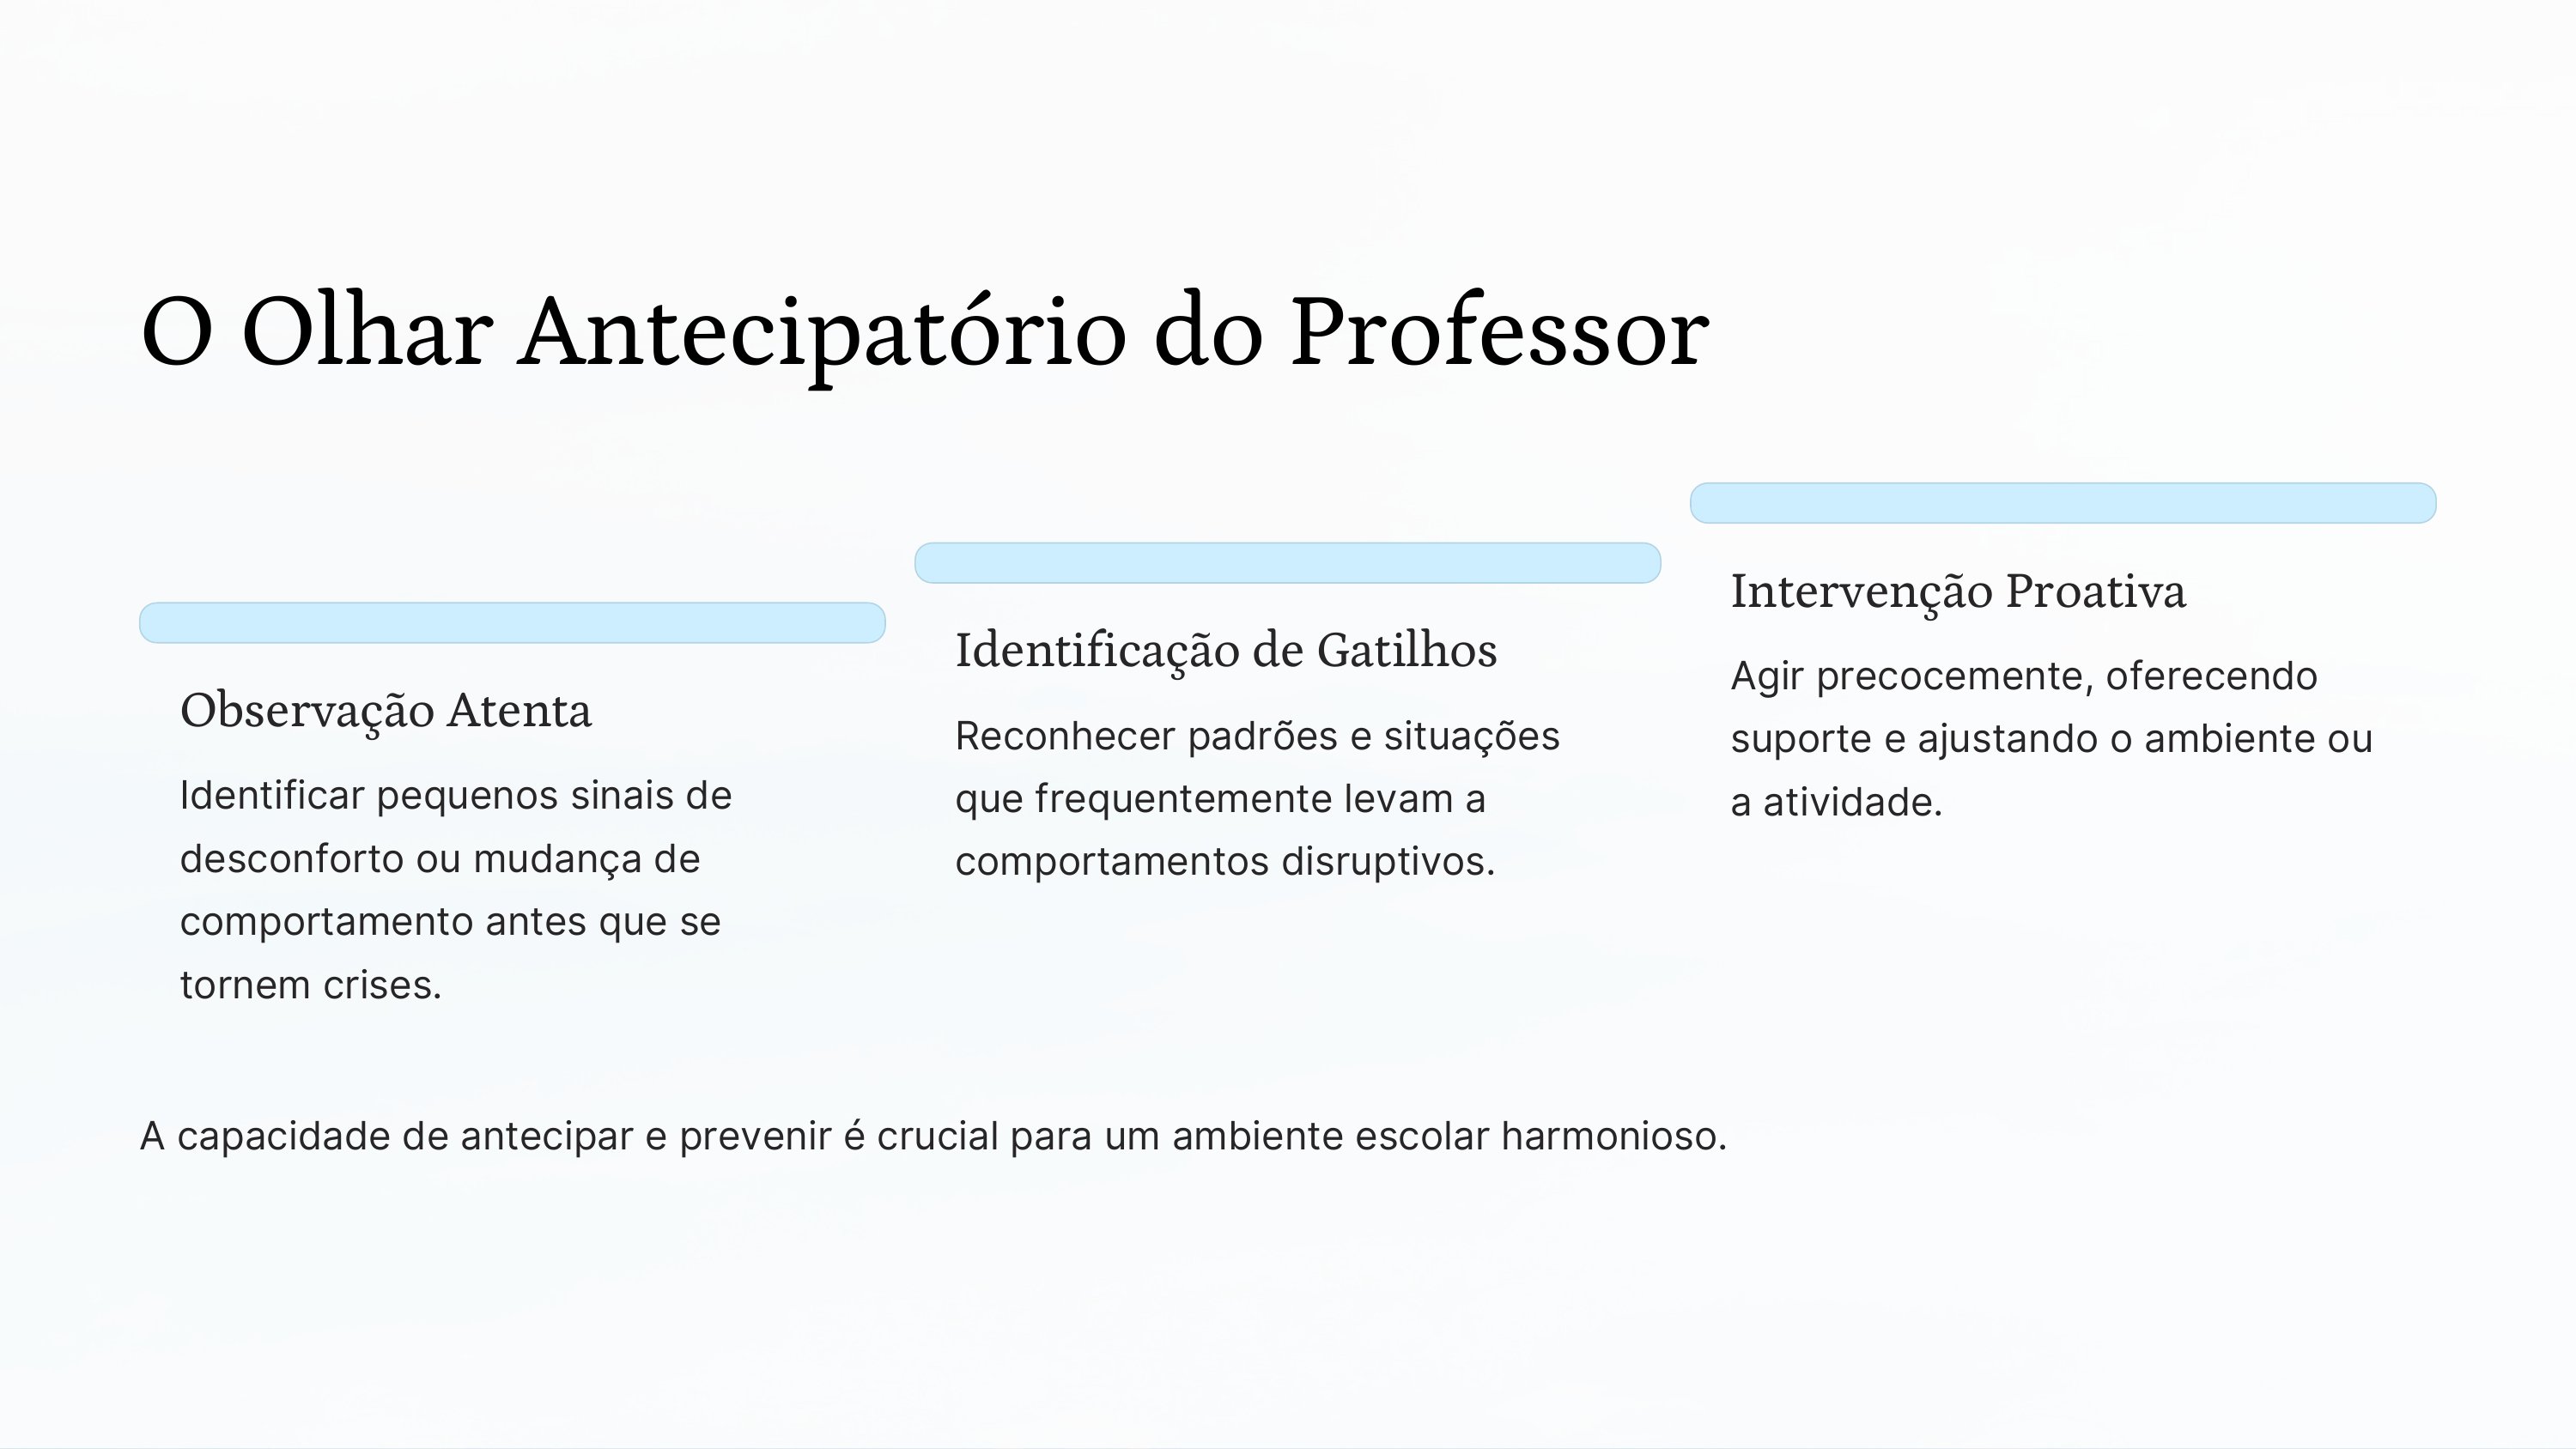 O Olhar Antecipatório do Professor
Observação Atenta
Identificar pequenos sinais de
desconforto ou mudança de
comportamento antes que se
tornem crises.
Identificação de Gatilhos
Reconhecer padrões e situações
que frequentemente levam a
comportamentos disruptivos.
Intervenção Proativa
Agir precocemente, oferecendo
suporte e ajustando o ambiente ou
a atividade.
A capacidade de antecipar e prevenir é crucial para um ambiente escolar harmonioso.